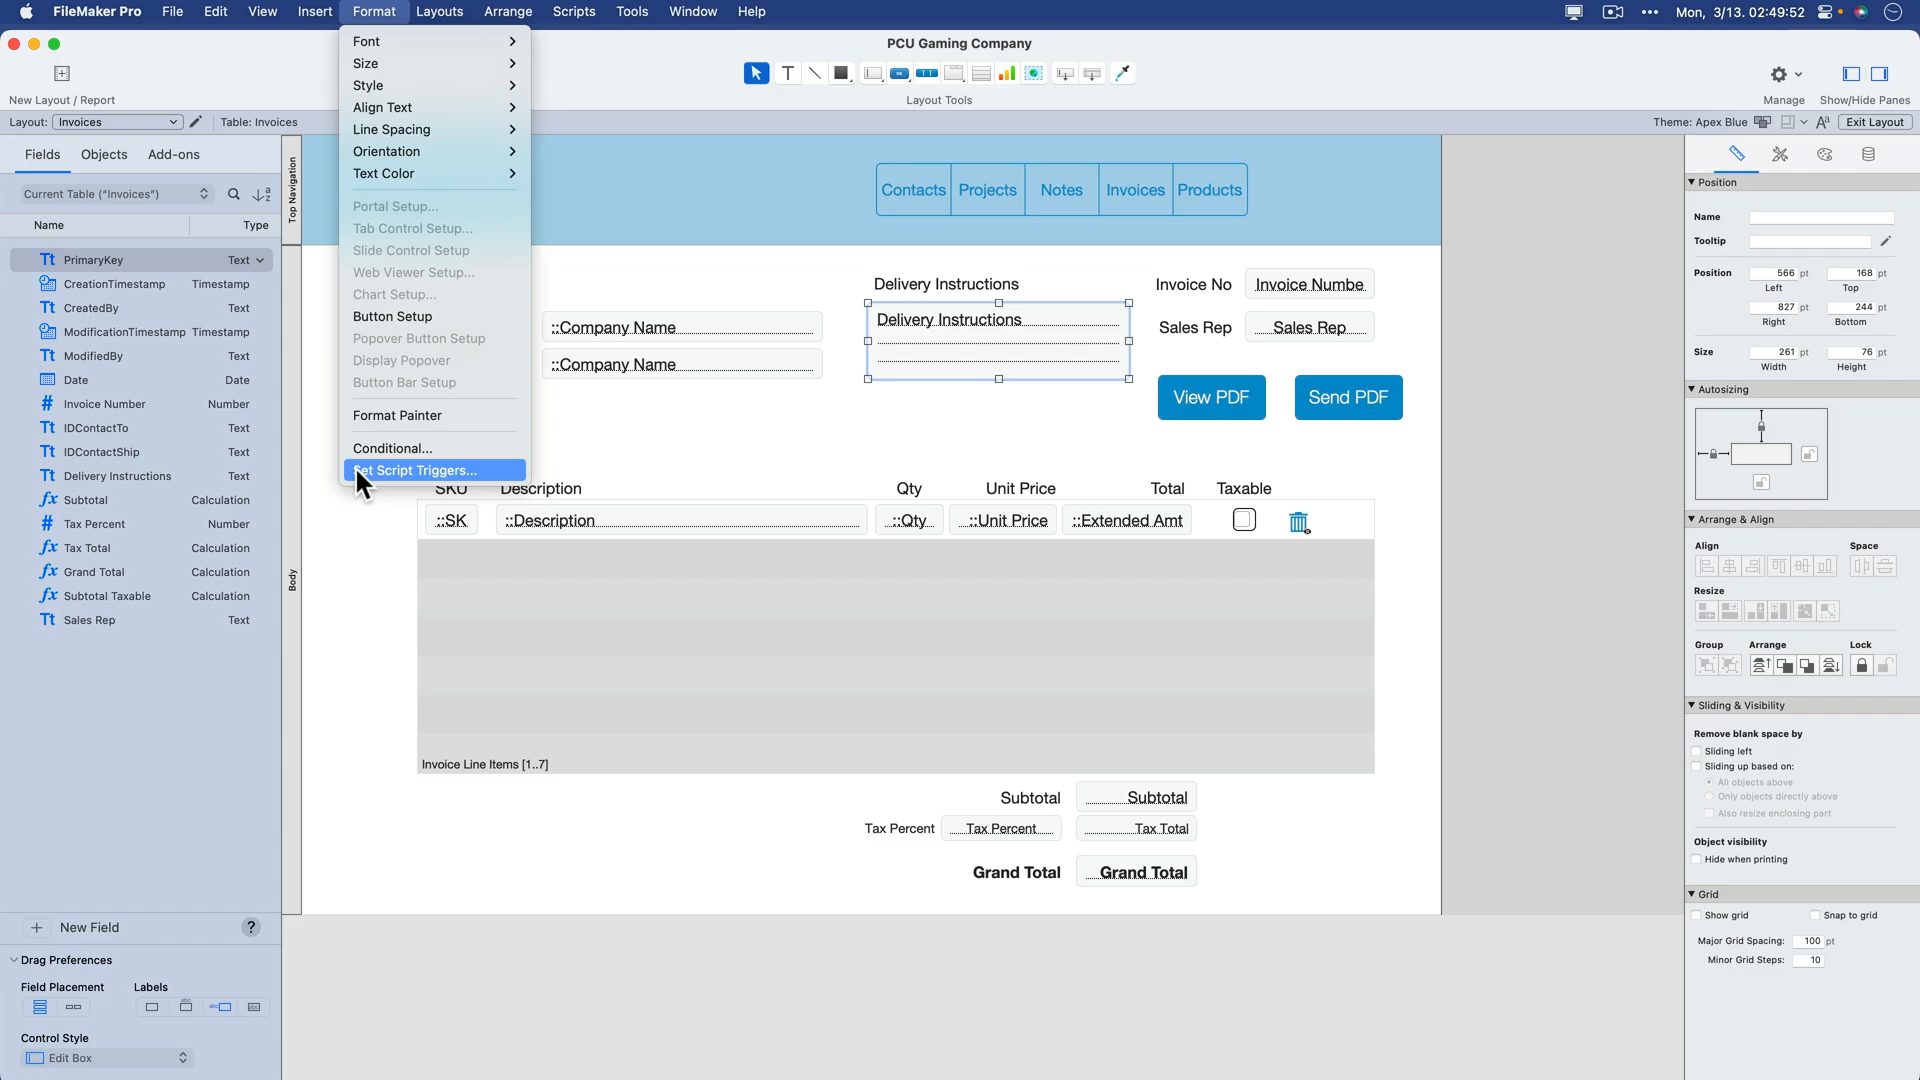 FileMaker Pro File Edit View Insert Format Layouts Arrange Scripts Tools Window Help
Mon, 3/13. 02:49:52
PCU Gaming Company
New Layout / Report
Layout Tools
Manage
Show/Hide Panes
Layout: Invoices
Table: Invoices
Theme: Apex Blue
Exit Layout
Fields Objects Add-ons
Current Table ("Invoices")
Name Type
PrimaryKey Text
CreationTimestamp Timestamp
CreatedBy Text
ModificationTimestamp Timestamp
ModifiedBy Text
Date Date
Invoice Number Number
IDContactTo Text
IDContactShip Text
Delivery Instructions Text
Subtotal Calculation
Tax Percent Number
Tax Total Calculation
Grand Total Calculation
Subtotal Taxable Calculation
Sales Rep Text
New Field
?
Drag Preferences
Field Placement
Labels
Control Style
Edit Box
Font
Size
Style
Align Text
Line Spacing
Orientation
Text Color
Portal Setup...
Tab Control Setup...
Slide Control Setup
Web Viewer Setup...
Chart Setup...
Button Setup
Popover Button Setup
Display Popover
Button Bar Setup
Format Painter
Conditional...
Set Script Triggers...
Top Navigation
Body
Contacts Projects Notes Invoices Products
Delivery Instructions
Delivery Instructions
Invoice No
Invoice Numbe
::Company Name
::Company Name
Sales Rep
Sales Rep
View PDF
Send PDF
SKU Description Qty Unit Price Total Taxable
::SK ::Description ::Qty ::Unit Price ::Extended Amt
Invoice Line Items [1..7]
Subtotal Subtotal
Tax Percent Tax Percent Tax Total
Grand Total Grand Total
Position
Name
Tooltip
Position 566 pt 168 pt
Left Top
827 pt 244 pt
Right Bottom
Size 261 pt 76 pt
Width Height
Autosizing
Arrange & Align
Align Space
Resize
Group Arrange Lock
Sliding & Visibility
Remove blank space by
Sliding left
Sliding up based on:
All objects above
Only objects directly above
Also resize enclosing part
Object visibility
Hide when printing
Grid
Show grid Snap to grid
Major Grid Spacing: 100 pt
Minor Grid Steps: 10